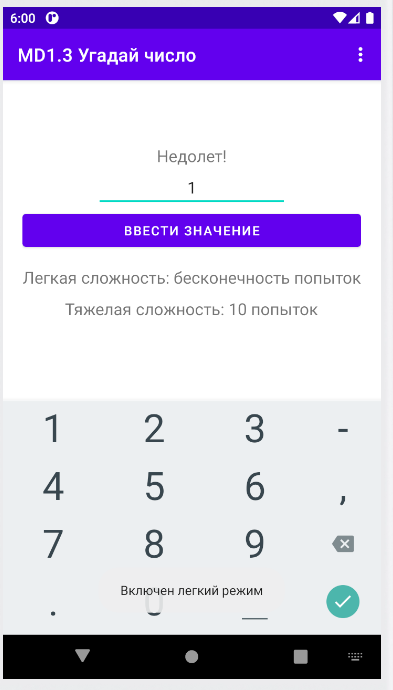 6:00
MD1.3 Угадай число
Недолет!
1
ВВЕСТИ ЗНАЧЕНИЕ
Легкая сложность: бесконечность попыток
Тяжелая сложность: 10 попыток
1 2 3 -
4 5 6 ,
7 8 9
. 0 _
Включен легкий режим